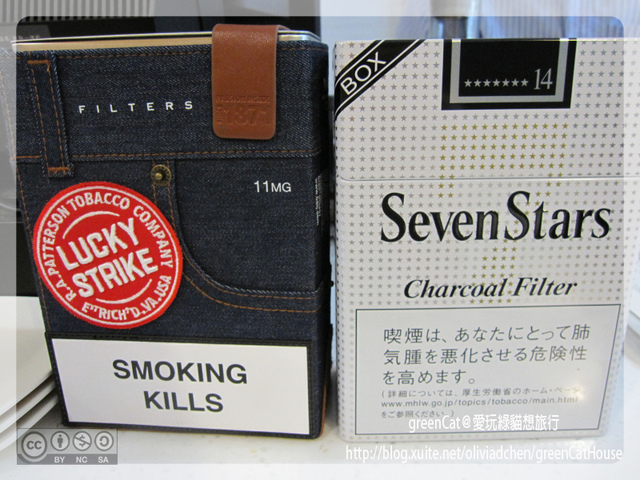 FILTERS
11MG
R.A. PATTERSON TOBACCO COMPANY
LUCKY
STRIKE
RICH'D.VA.USA
SMOKING
KILLS
BOX
★★★★★★★ 14
Seven Stars
Charcoal Filter
喫煙は、あなたにとって肺
気腫を悪化させる危険性
を高めます。
(詳細については、厚生労働省のホーム・ページ
www.mhlw.go.jp/topics/tobacco/main.html
をご参照ください。)
greenCat@愛玩綠貓想旅行
http://blog.xuite.net/oliviadchen/greenCatHouse
cc
BY NC SA